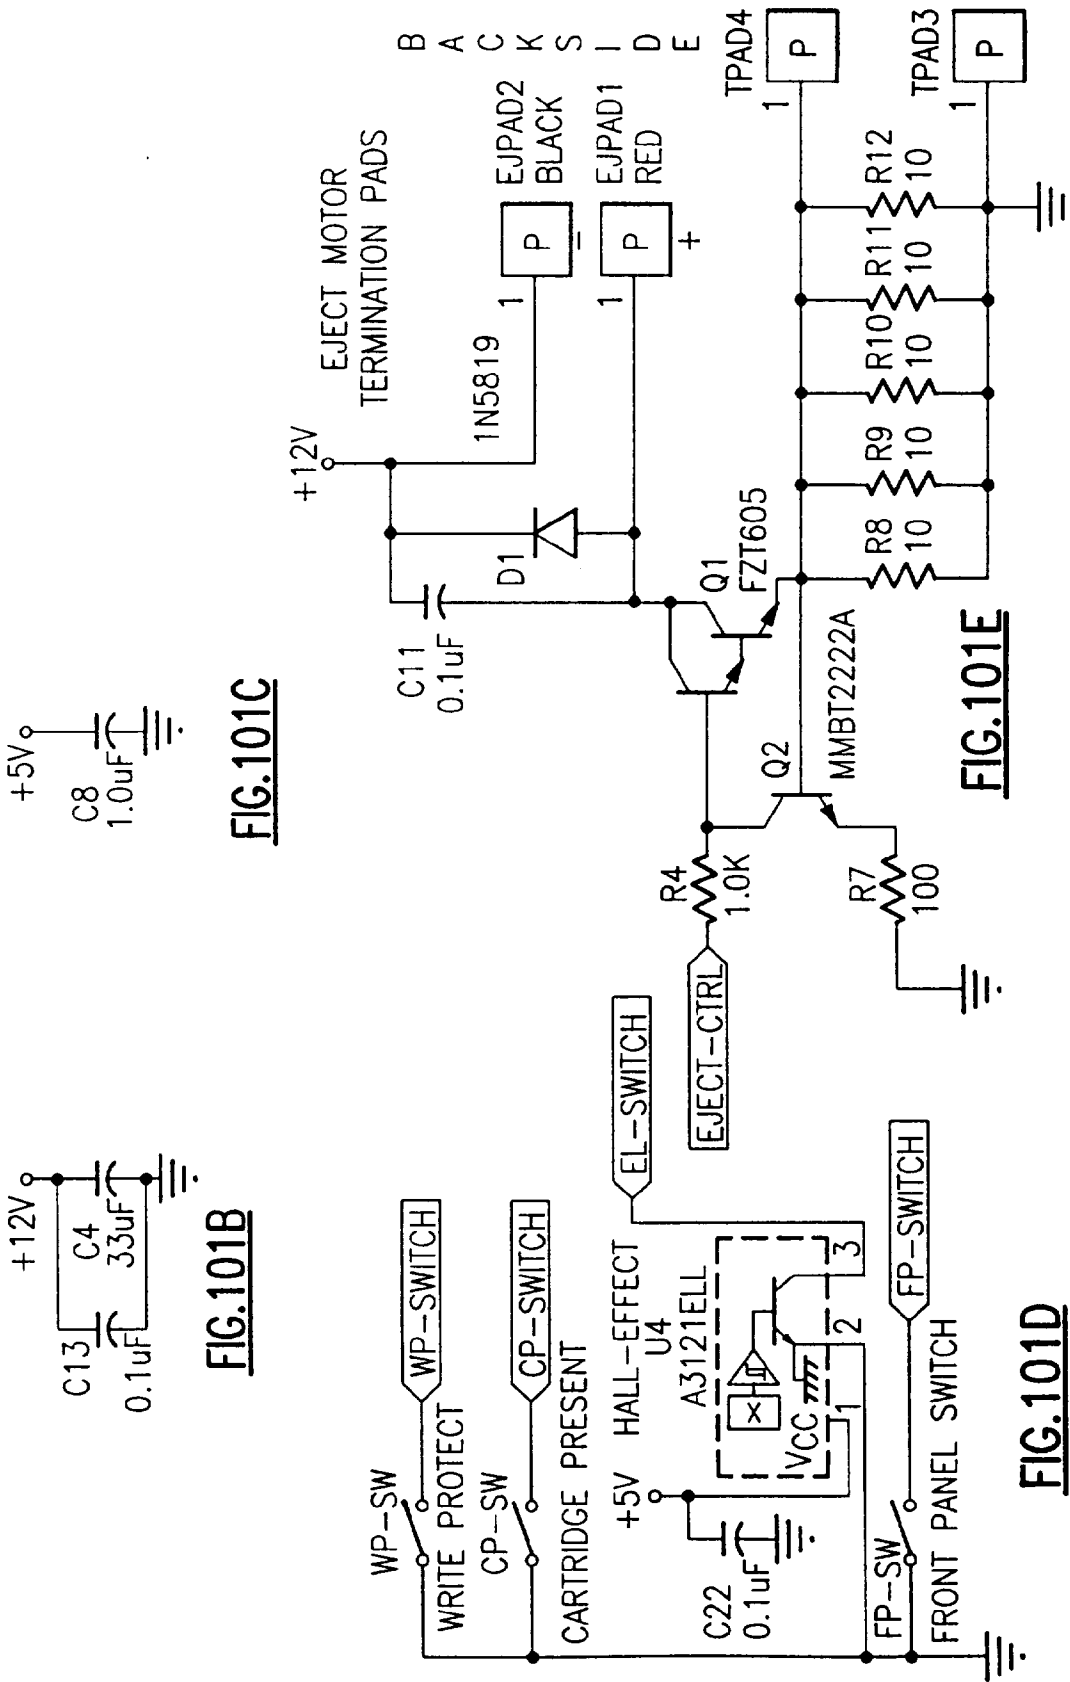 +12V
C13
0.1uF
C4
33uF
FIG.101B
+5V
C8
1.0uF
FIG.101C
WP-SW
WP-SWITCH
WRITE PROTECT
CP-SW
CP-SWITCH
CARTRIDGE PRESENT
+5V
HALL-EFFECT
U4
A3121ELL
C22
0.1uF
X
VCC
1
2
3
EL-SWITCH
FP-SW
FP-SWITCH
FRONT PANEL SWITCH
FIG.101D
EJECT MOTOR
TERMINATION PADS
+12V
C11
0.1uF
D1
1N5819
1
P
-
EJPAD2
BLACK
1
P
+
EJPAD1
RED
BACKSIDE
Q1
FZT605
EJECT-CTRL
R4
1.0K
Q2
MMBT2222A
R7
100
R8
10
R9
10
R10
10
R11
10
R12
10
1
P
TPAD4
1
P
TPAD3
FIG.101E